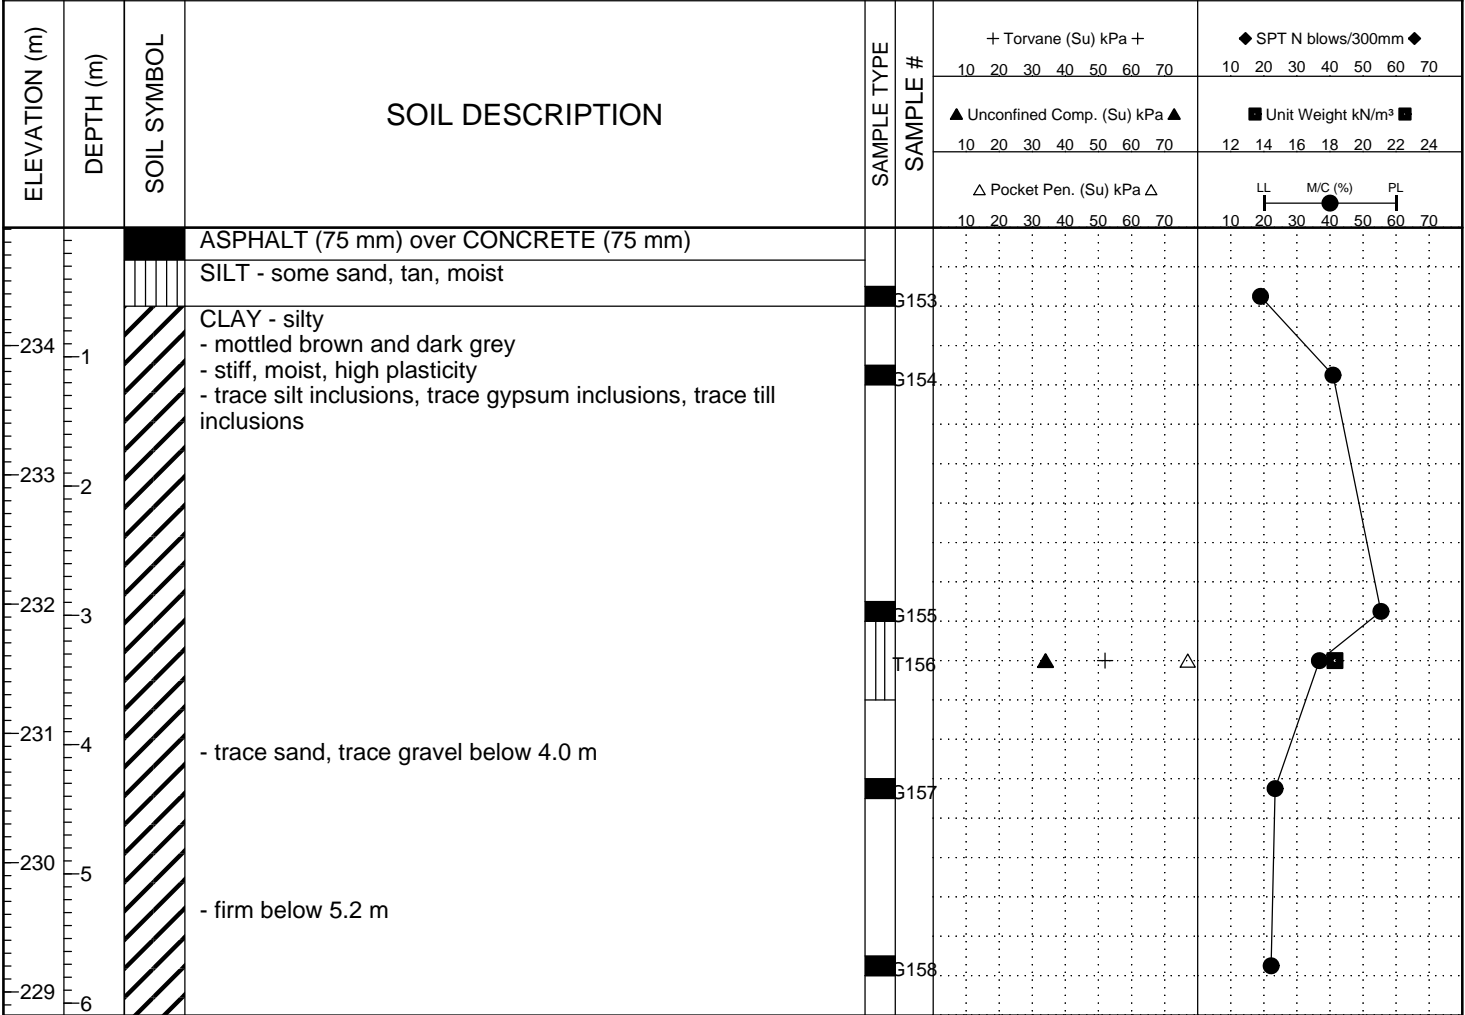 ELEVATION (m)
DEPTH (m)
SOIL SYMBOL
SOIL DESCRIPTION
SAMPLE TYPE
SAMPLE #
+ Torvane (Su) kPa +
10 20 30 40 50 60 70
▲ Unconfined Comp. (Su) kPa ▲
10 20 30 40 50 60 70
△ Pocket Pen. (Su) kPa △
10 20 30 40 50 60 70
◆ SPT N blows/300mm ◆
10 20 30 40 50 60 70
■ Unit Weight kN/m³ ■
12 14 16 18 20 22 24
LL M/C (%) PL
10 20 30 40 50 60 70
ASPHALT (75 mm) over CONCRETE (75 mm)
SILT - some sand, tan, moist
G153
CLAY - silty
234
- mottled brown and dark grey
1
- stiff, moist, high plasticity
G154
- trace silt inclusions, trace gypsum inclusions, trace till
inclusions
233
2
232
3
G155
T156
231
4
- trace sand, trace gravel below 4.0 m
G157
230
5
- firm below 5.2 m
G158
229
6